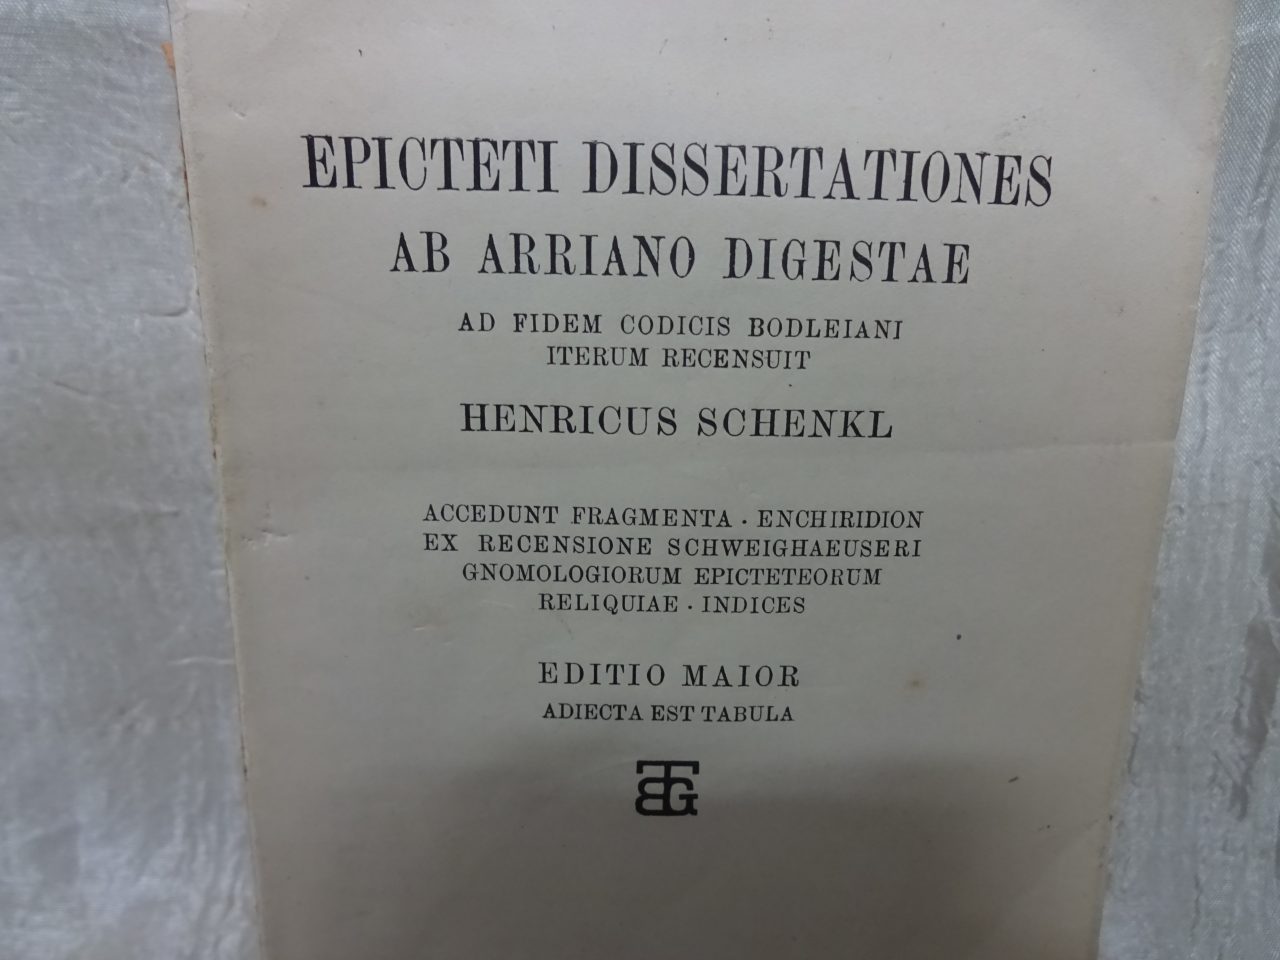 EPICTETI DISSERTATIONES
AB ARRIANO DIGESTAE
AD FIDEM CODICIS BODLEIANI
ITERUM RECENSUIT
HENRICUS SCHENKL
ACCEDUNT FRAGMENTA · ENCHIRIDION
EX RECENSIONE SCHWEIGHAEUSERI
GNOMOLOGIORUM EPICTETEORUM
RELIQUIAE · INDICES
EDITIO MAIOR
ADIECTA EST TABULA
BTG